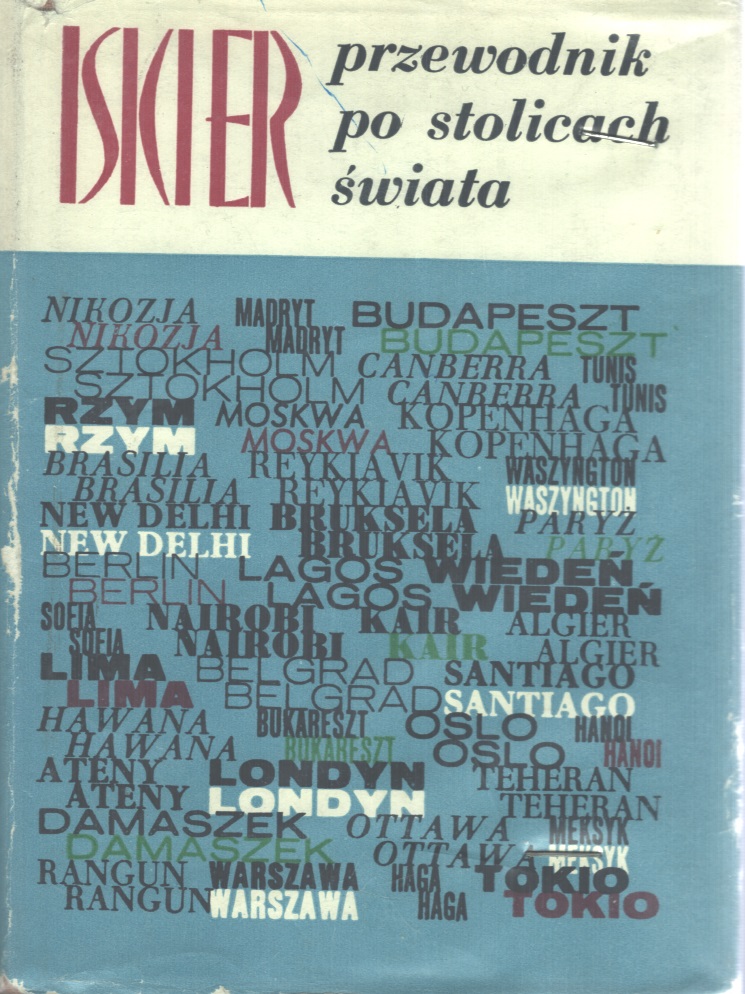 ISKIER
przewodnik
po stolicach
świata
NIKOZJA MADRYT BUDAPESZT
NIKOZJA MADRYT BUDAPESZT
SZTOKHOLM CANBERRA TUNIS
SZTOKHOLM CANBERRA TUNIS
RZYM MOSKWA KOPENHAGA
RZYM MOSKWA KOPENHAGA
BRASILIA REYKIAVIK WASZYNGTON
BRASILIA REYKIAVIK WASZYNGTON
NEW DELHI BRUKSELA PARYŻ
NEW DELHI BRUKSELA PARYŻ
BERLIN LAGOS WIEDEŃ
BERLIN LAGOS WIEDEŃ
SOFIA NAIROBI KAIR ALGIER
SOFIA NAIROBI KAIR ALGIER
LIMA BELGRAD SANTIAGO
LIMA BELGRAD SANTIAGO
HAWANA BUKARESZT OSLO HANOI
HAWANA BUKARESZT OSLO HANOI
ATENY LONDYN TEHERAN
ATENY LONDYN TEHERAN
DAMASZEK OTTAWA MEKSYK
DAMASZEK OTTAWA MEKSYK
RANGUN WARSZAWA HAGA TOKIO
RANGUN WARSZAWA HAGA TOKIO